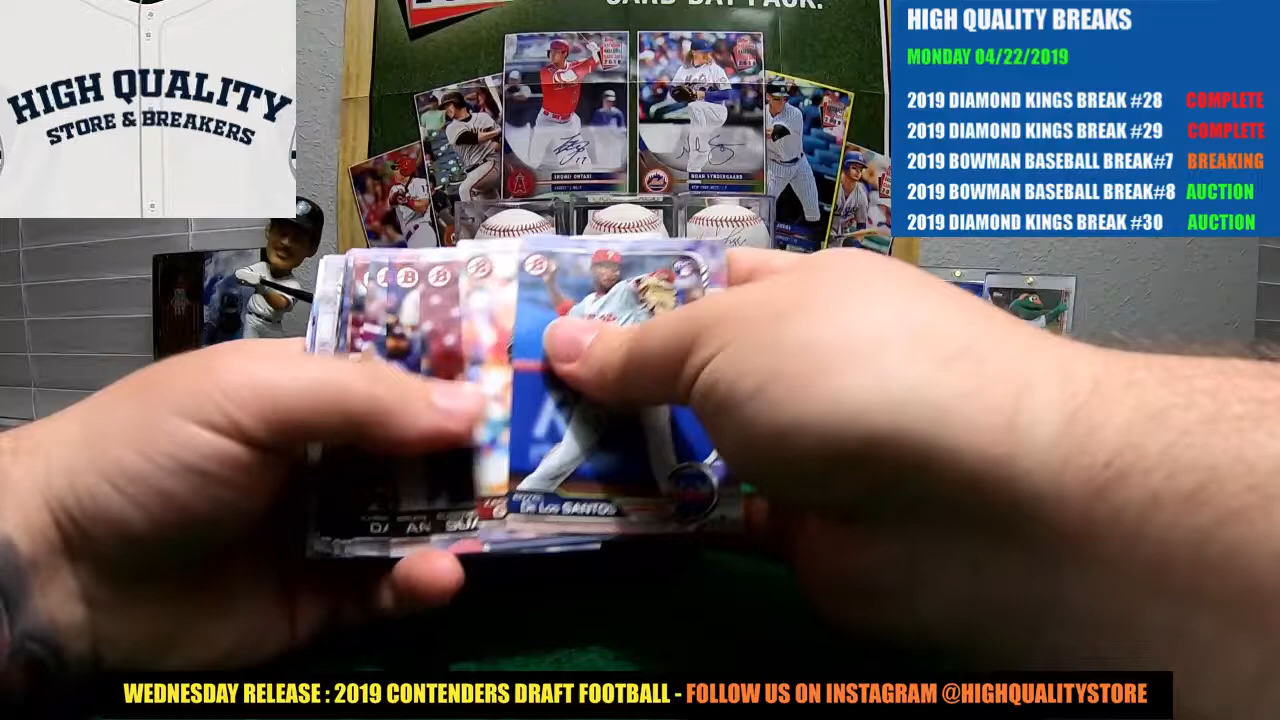 HIGH QUALITY
STORE & BREAKERS
CARD DAY PACK.
SHOHEI OHTANI
NOAH SYNDERGAARD
HIGH QUALITY BREAKS
MONDAY 04/22/2019
2019 DIAMOND KINGS BREAK #28 COMPLETE
2019 DIAMOND KINGS BREAK #29 COMPLETE
2019 BOWMAN BASEBALL BREAK#7 BREAKING
2019 BOWMAN BASEBALL BREAK#8 AUCTION
2019 DIAMOND KINGS BREAK #30 AUCTION
DE LOS SANTOS
WEDNESDAY RELEASE : 2019 CONTENDERS DRAFT FOOTBALL - FOLLOW US ON INSTAGRAM @HIGHQUALITYSTORE